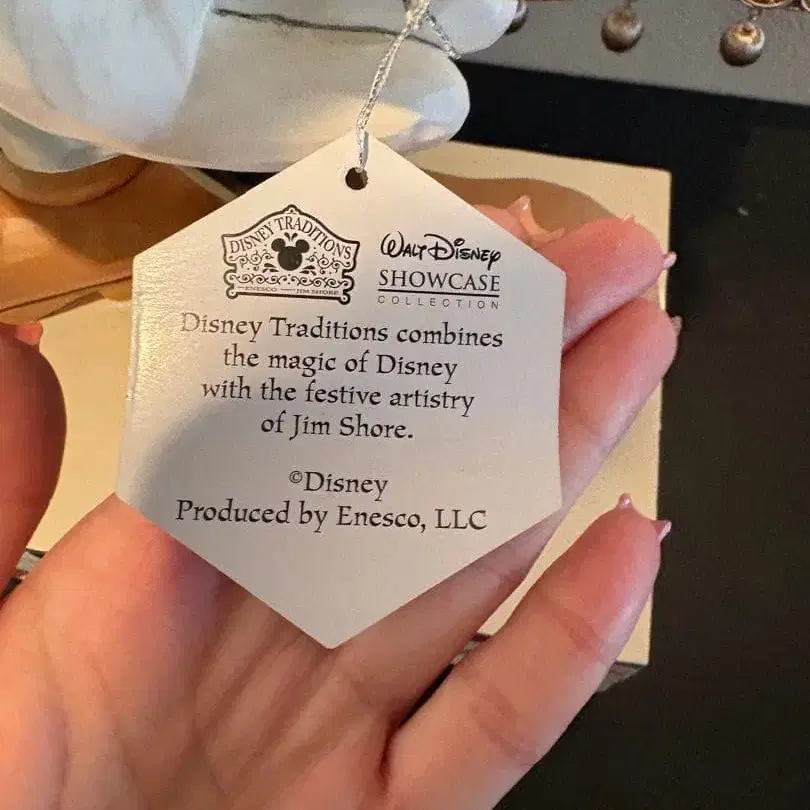 DISNEY TRADITIONS
ENESCO JIM SHORE
WALT DISNEY
SHOWCASE
COLLECTION
Disney Traditions combines
the magic of Disney
with the festive artistry
of Jim Shore.
©Disney
Produced by Enesco, LLC